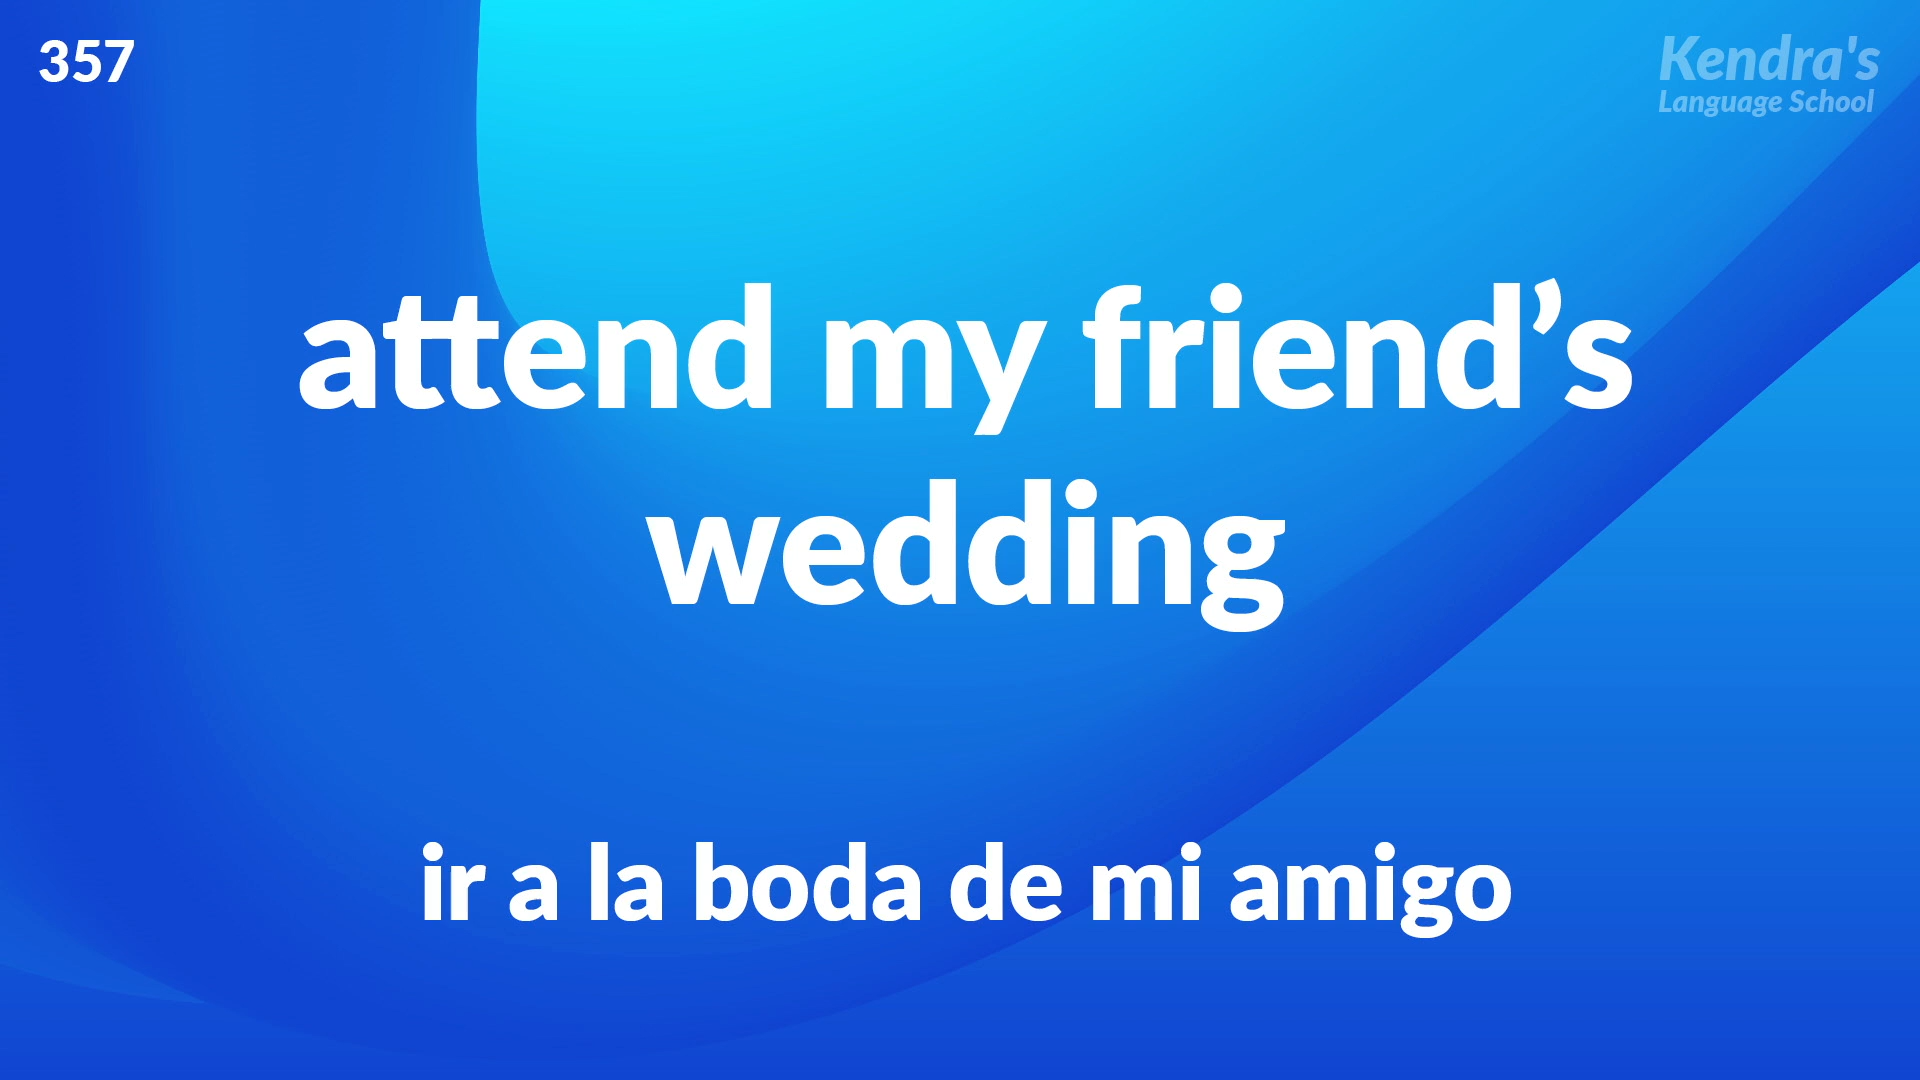 357
Kendra's
Language School
attend my friend’s
wedding
ir a la boda de mi amigo